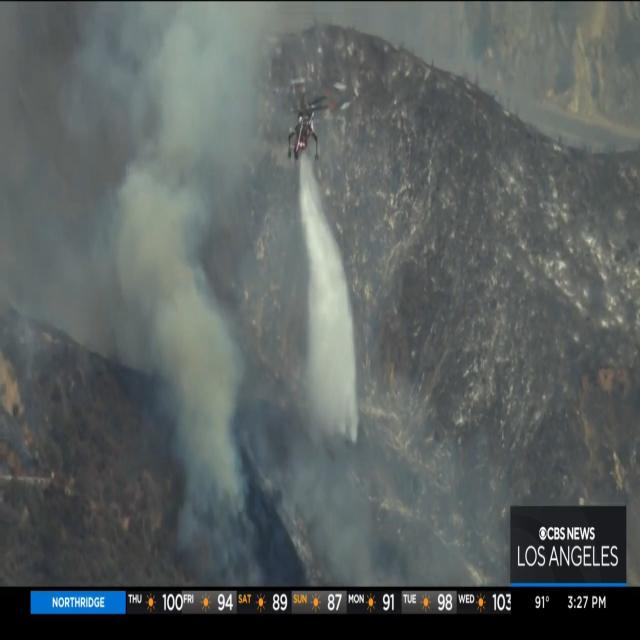 CBS NEWS
LOS ANGELES
NORTHRIDGE THU 100 FRI 94 SAT 89 SUN 87 MON 91 TUE 98 WED 103 91° 3:27 PM